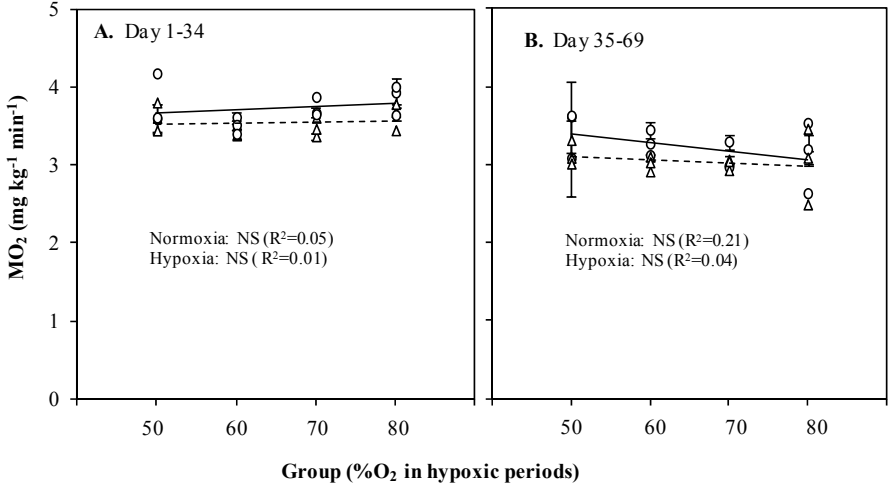 MO2 (mg kg-1 min-1)
5
4
3
2
1
0
A. Day 1-34
Normoxia: NS (R2=0.05)
Hypoxia: NS ( R2=0.01)
50 60 70 80
B. Day 35-69
Normoxia: NS (R2=0.21)
Hypoxia: NS (R2=0.04)
50 60 70 80
Group (%O2 in hypoxic periods)